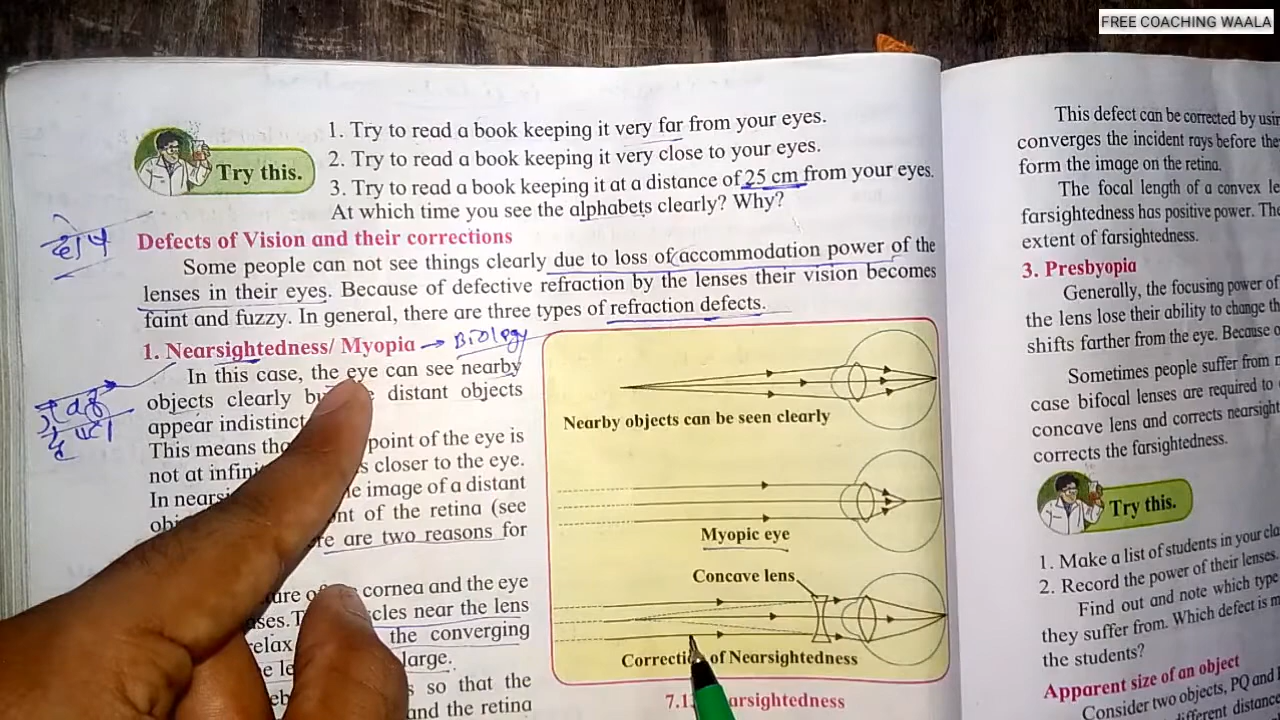 FREE COACHING WAALA
1. Try to read a book keeping it very far from your eyes.
2. Try to read a book keeping it very close to your eyes.
3. Try to read a book keeping it at a distance of 25 cm from your eyes.
At which time you see the alphabets clearly? Why?
Try this.
दोष
Defects of Vision and their corrections
Some people can not see things clearly due to loss of accommodation power of the
lenses in their eyes. Because of defective refraction by the lenses their vision becomes
faint and fuzzy. In general, there are three types of refraction defects.
1. Nearsightedness/ Myopia → Biology
In this case, the eye can see nearby
objects clearly distant objects
appear
This means point of the eye is
not at closer to the eye.
In image of a distant
of the retina (see
are two reasons for
cornea and the eye
near the lens
the converging
large.
so that the
and the retina
Nearby objects can be seen clearly
Myopic eye
Concave lens
Correction of Nearsightedness
This defect can be corrected by
converges the incident rays before
form the image on the retina.
The focal length of a convex
farsightedness has positive power.
extent of farsightedness.
3. Presbyopia
Generally, the focusing power of
the lens lose their ability to change
shifts farther from the eye. Because
Sometimes people suffer from
case bifocal lenses are required to
concave lens and corrects
corrects the farsightedness.
Try this.
1. Make a list of students in your
2. Record the power of their lenses.
Find out and note which type
they suffer from. Which defect is
the students?
Apparent size of an object
Consider two objects, PQ and